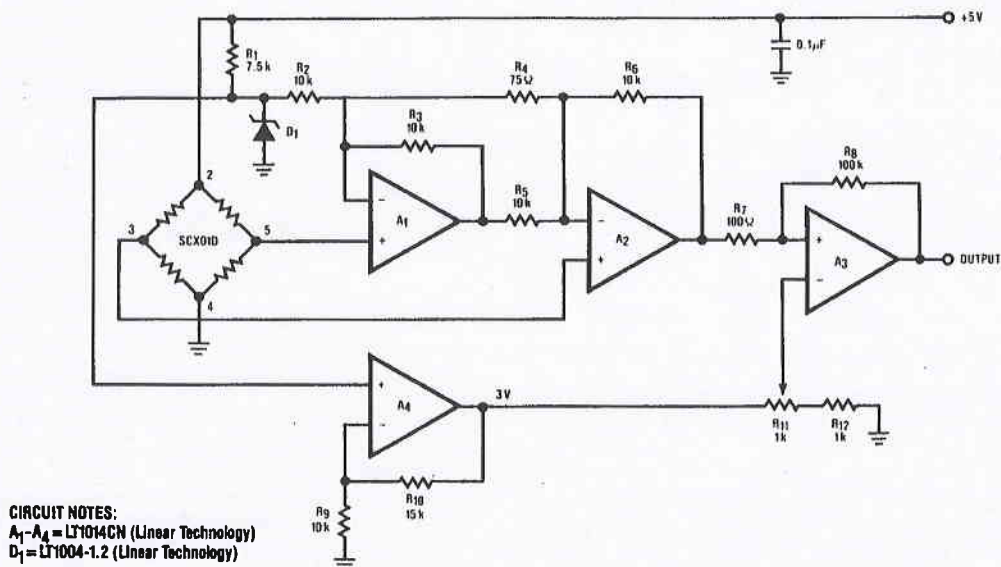 +5V
R1
7.5k
0.1µF
R2
10k
R4
75Ω
R6
10k
D1
R3
10k
R8
100k
2
SCX01D
3
5
4
-
A1
+
R5
10k
-
A2
+
R7
100Ω
+
A3
-
OUTPUT
+
A4
-
3V
R11
1k
R12
1k
R10
15k
R9
10k
CIRCUIT NOTES:
A1-A4 = LT1014CN (Linear Technology)
D1 = LT1004-1.2 (Linear Technology)